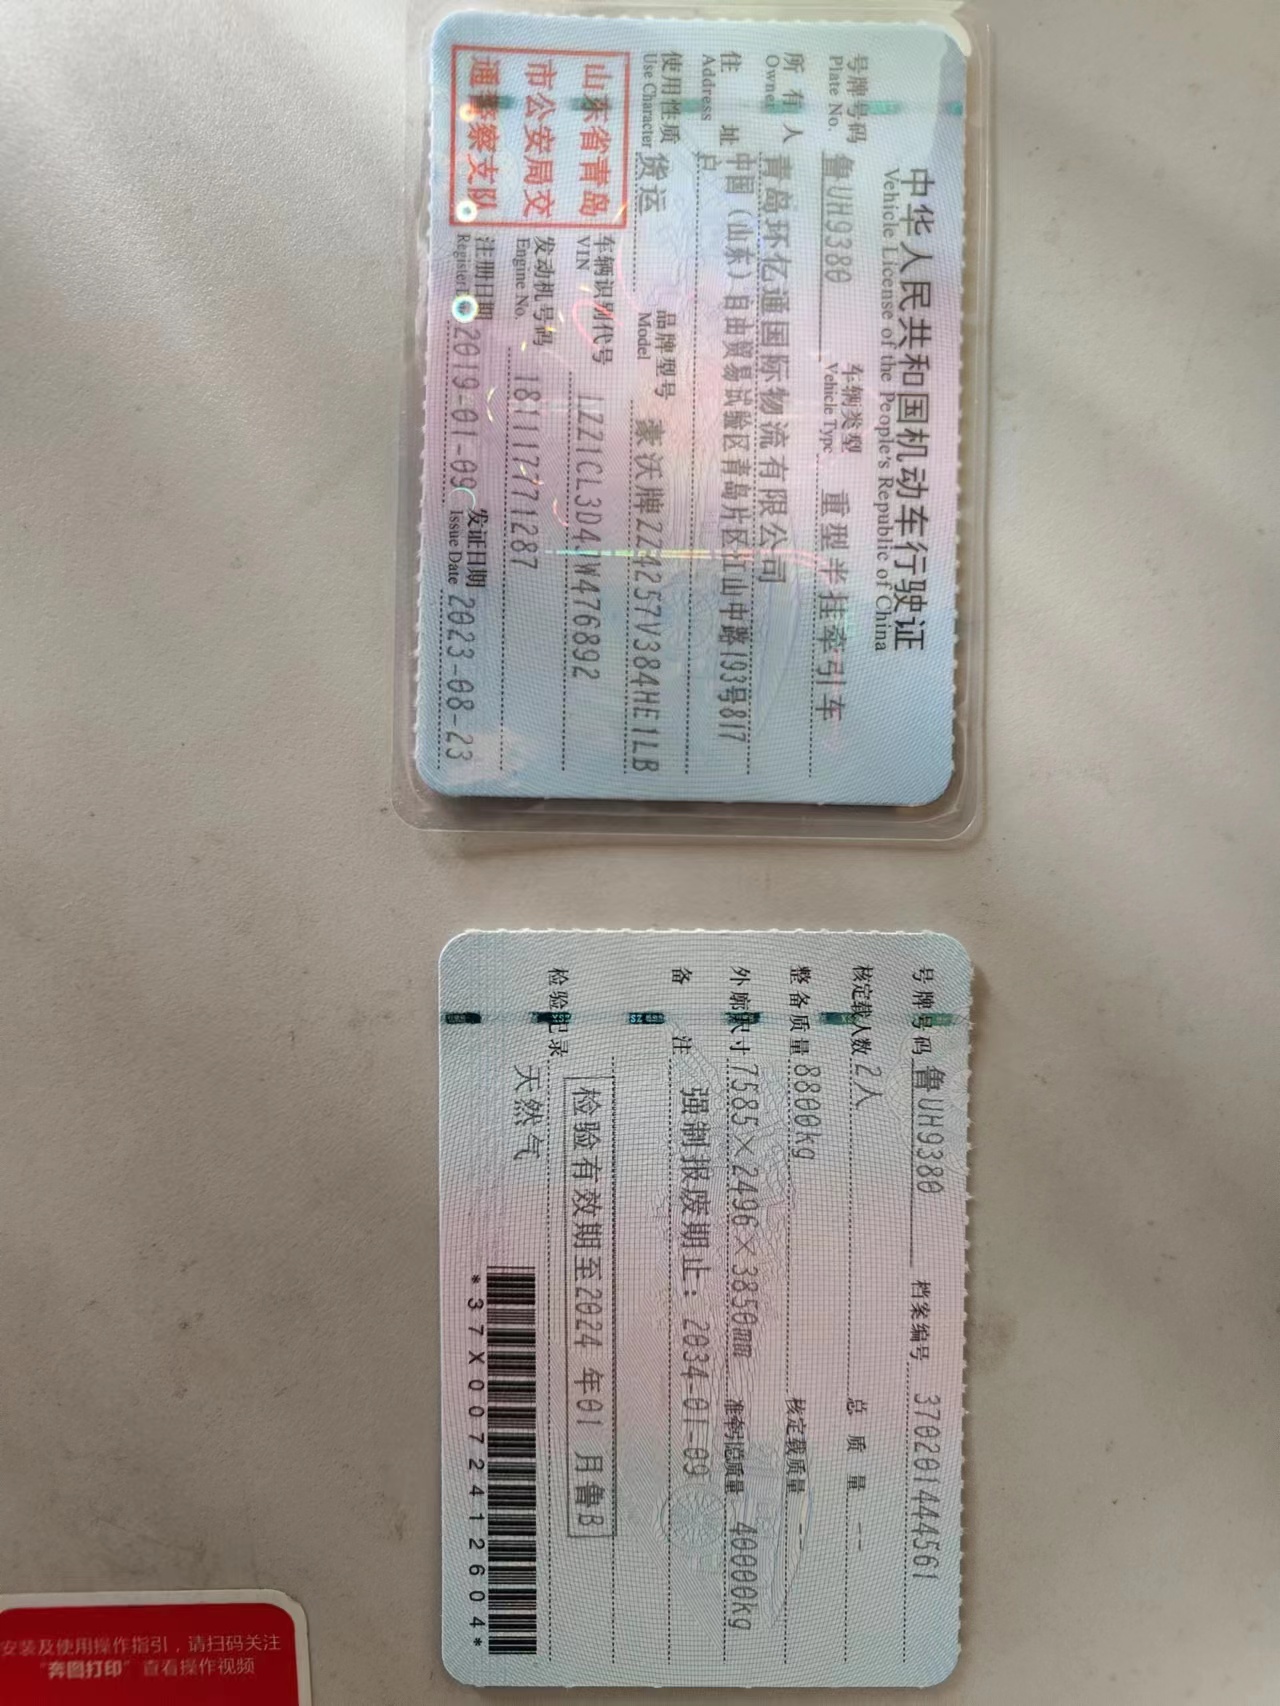 中华人民共和国机动车行驶证
Vehicle License of the People's Republic of China
号牌号码 鲁UH9380 车辆类型 重型半挂牵引车
Plate No. Vehicle Type
所有人 青岛环亿通国际物流有限公司
Owner
住址 中国（山东）自由贸易试验区青岛片区江山中路193号817
Address 户
使用性质 货运 品牌型号 豪沃牌ZZ4257V384HE1LB
Use Character Model
山东省青岛
市公安局交
通警察支队
车辆识别代号 LZZ1CL3D4JW476892
VIN
发动机号码 181117771287
Engine No.
注册日期 2019-01-09 发证日期 2023-08-23
Register Issue Date
号牌号码 鲁UH9380 档案编号 370201444561
核定载人数 2人 总质量 --
整备质量 8800kg 核定载质量 --
外廓尺寸 7585×2496×3850mm 准牵引总质量 40000kg
备注 强制报废期止：2034-01-09
检验记录 检验有效期至2024 年01 月鲁B
天然气
*37X0072412604*
安装及使用操作指引，请扫码关注
“奔图打印” 查看操作视频